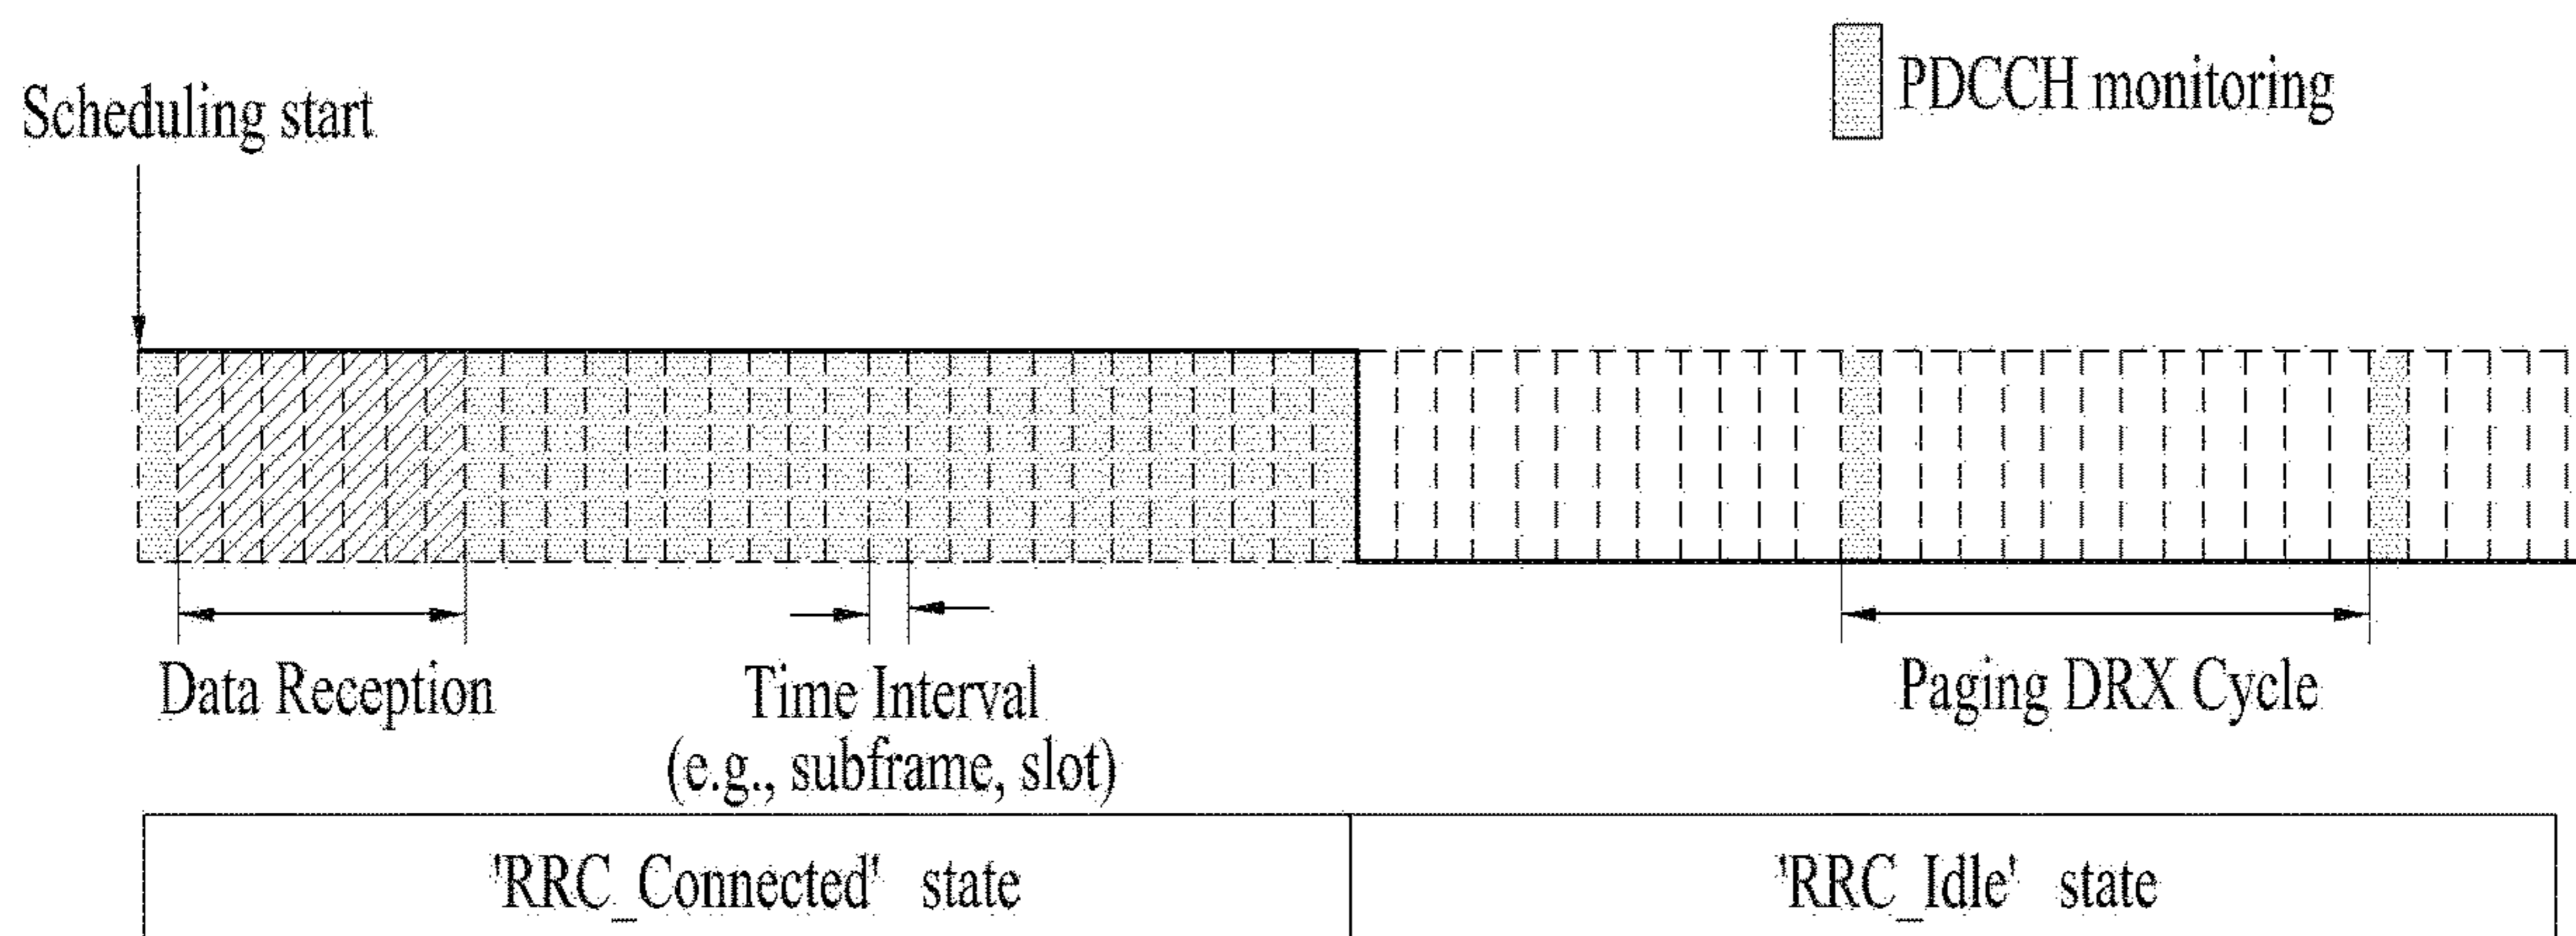 Scheduling start
PDCCH monitoring
Data Reception
Time Interval
(e.g., subframe, slot)
Paging DRX Cycle
'RRC_Connected' state
'RRC_Idle' state